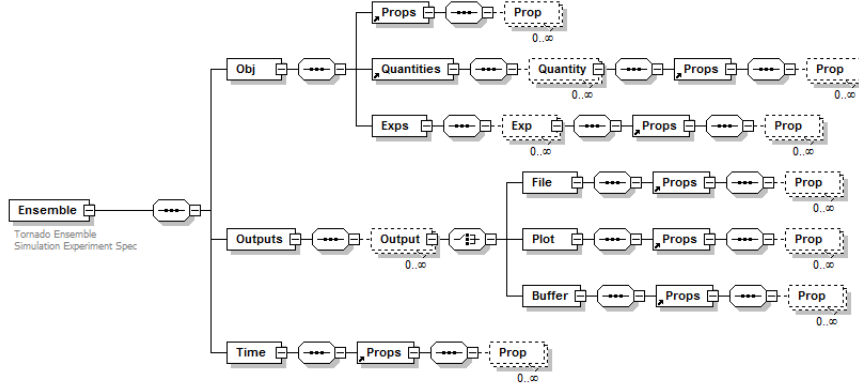 Props
Prop
0..∞
Obj
Quantities
Quantity
Props
Prop
0..∞
0..∞
Exps
Exp
Props
Prop
0..∞
0..∞
Ensemble
Tornado Ensemble
Simulation Experiment Spec
File
Props
Prop
0..∞
Outputs
Output
0..∞
Plot
Props
Prop
0..∞
Buffer
Props
Prop
0..∞
Time
Props
Prop
0..∞